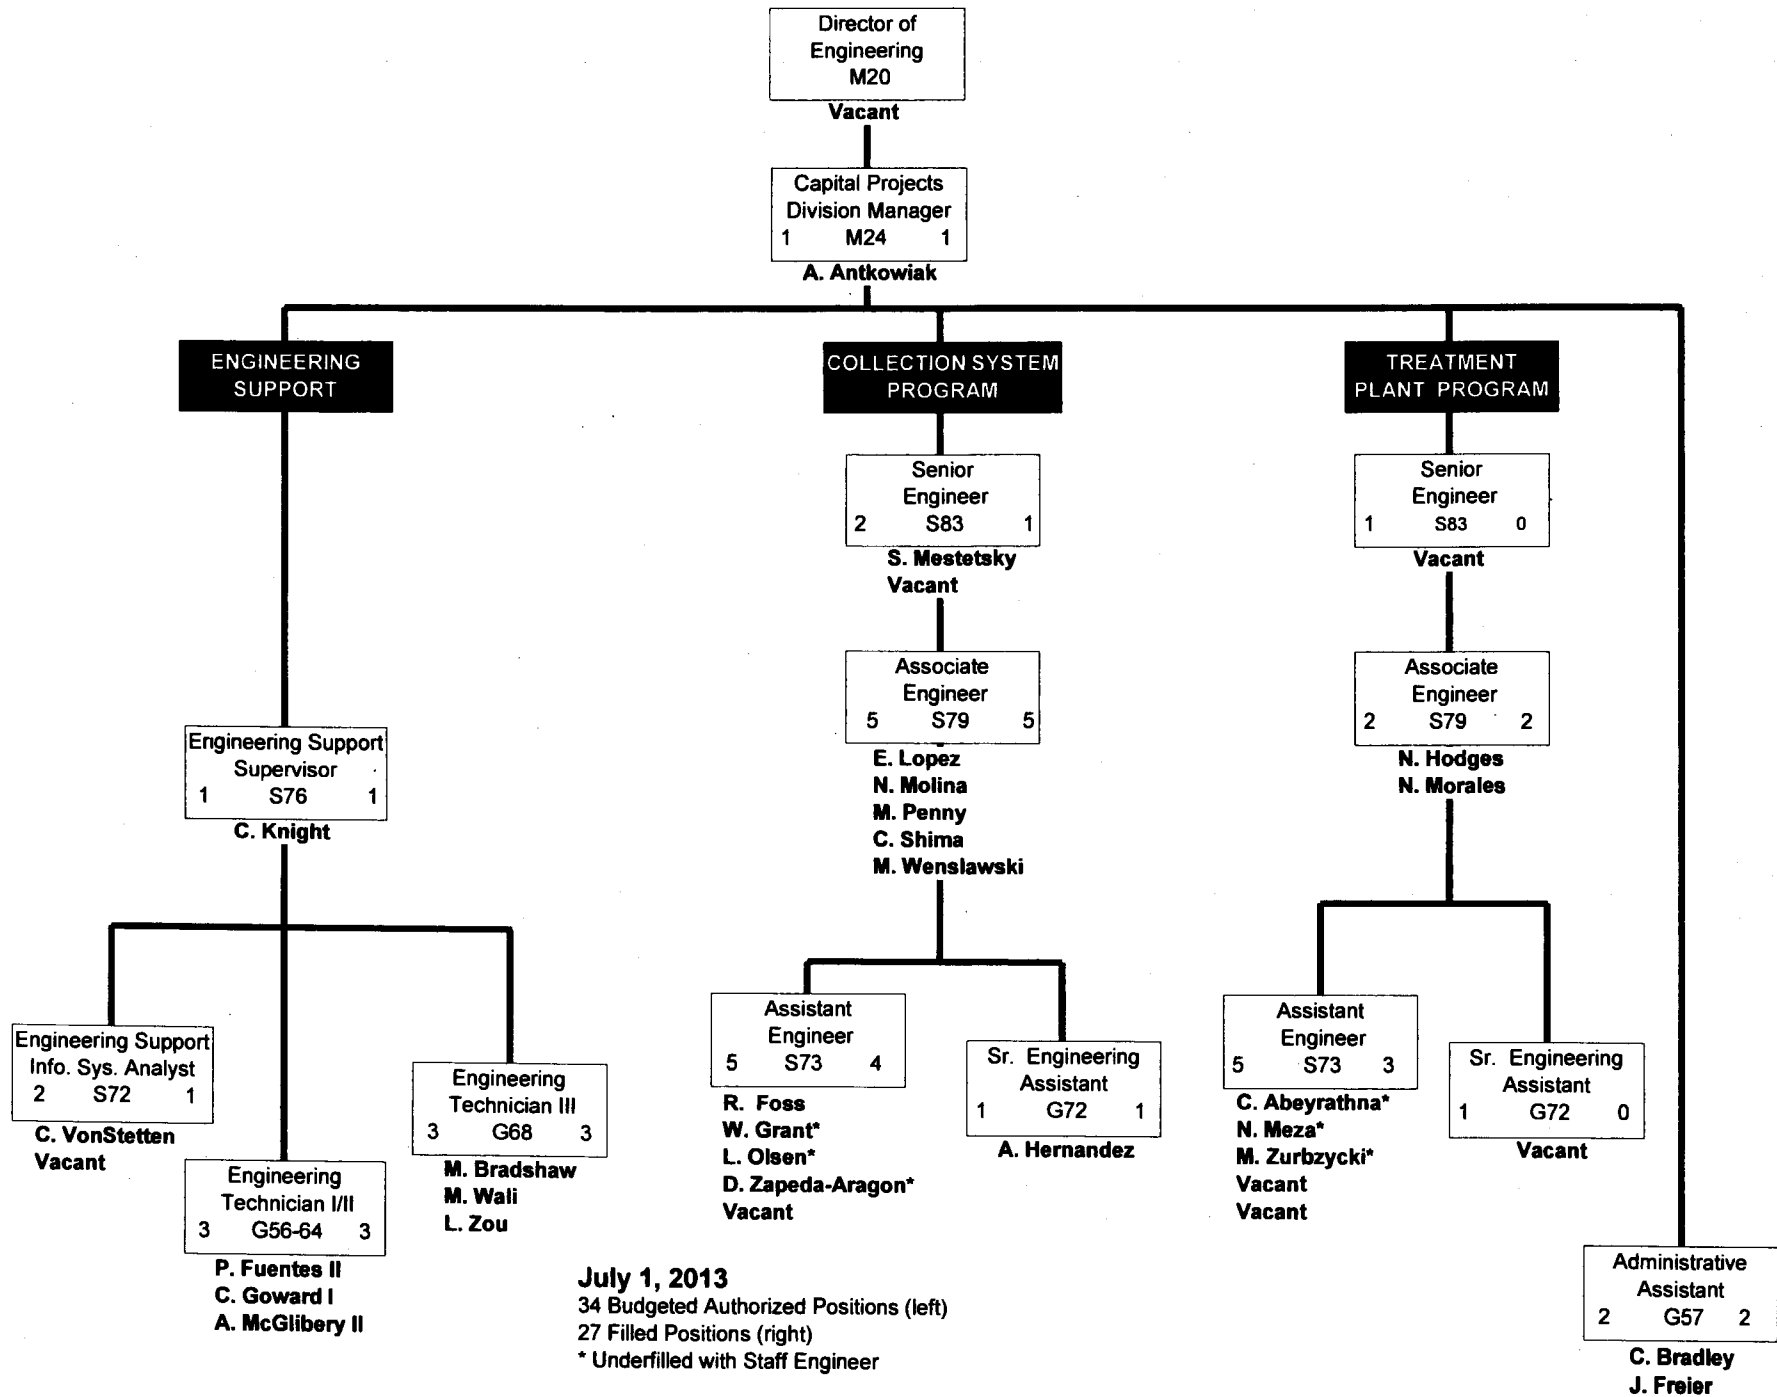 Director of
Engineering
M20
Vacant
Capital Projects
Division Manager
1 M24 1
A. Antkowiak
ENGINEERING
SUPPORT
Engineering Support
Supervisor
1 S76 1
C. Knight
Engineering Support
Info. Sys. Analyst
2 S72 1
C. VonStetten
Vacant
Engineering
Technician I/II
3 G56-64 3
P. Fuentes II
C. Goward I
A. McGlibery II
Engineering
Technician III
3 G68 3
M. Bradshaw
M. Wali
L. Zou
COLLECTION SYSTEM
PROGRAM
Senior
Engineer
2 S83 1
S. Mestetsky
Vacant
Associate
Engineer
5 S79 5
E. Lopez
N. Molina
M. Penny
C. Shima
M. Wenslawski
Assistant
Engineer
5 S73 4
R. Foss
W. Grant*
L. Olsen*
D. Zapeda-Aragon*
Vacant
Sr. Engineering
Assistant
1 G72 1
A. Hernandez
TREATMENT
PLANT PROGRAM
Senior
Engineer
1 S83 0
Vacant
Associate
Engineer
2 S79 2
N. Hodges
N. Morales
Assistant
Engineer
5 S73 3
C. Abeyrathna*
N. Meza*
M. Zurbzycki*
Vacant
Vacant
Sr. Engineering
Assistant
1 G72 0
Vacant
Administrative
Assistant
2 G57 2
C. Bradley
J. Freier
July 1, 2013
34 Budgeted Authorized Positions (left)
27 Filled Positions (right)
* Underfilled with Staff Engineer